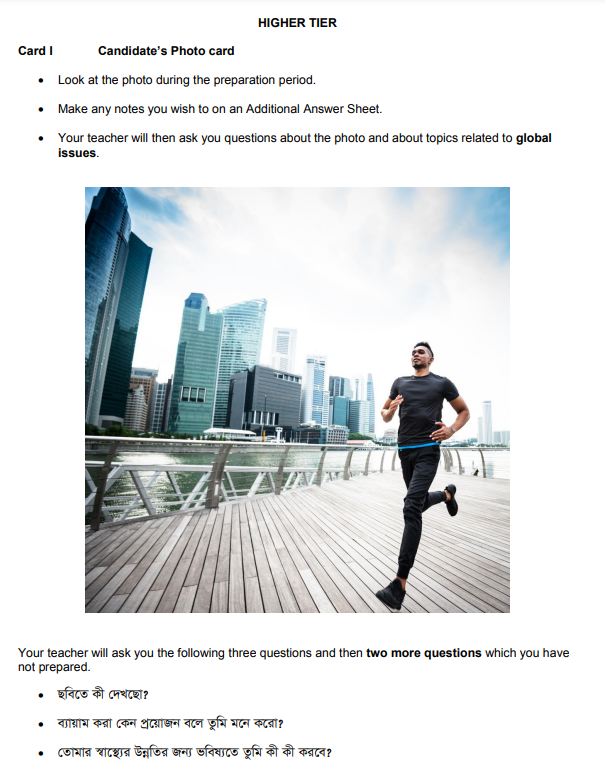 HIGHER TIER
Card I Candidate's Photo card
• Look at the photo during the preparation period.
• Make any notes you wish to on an Additional Answer Sheet.
• Your teacher will then ask you questions about the photo and about topics related to global
issues.
Your teacher will ask you the following three questions and then two more questions which you have
not prepared.
• ছবিতে কী দেখছো?
• ব্যায়াম করা কেন প্রয়োজন বলে তুমি মনে করো?
• তোমার স্বাস্থ্যের উন্নতির জন্য ভবিষ্যতে তুমি কী কী করবে?